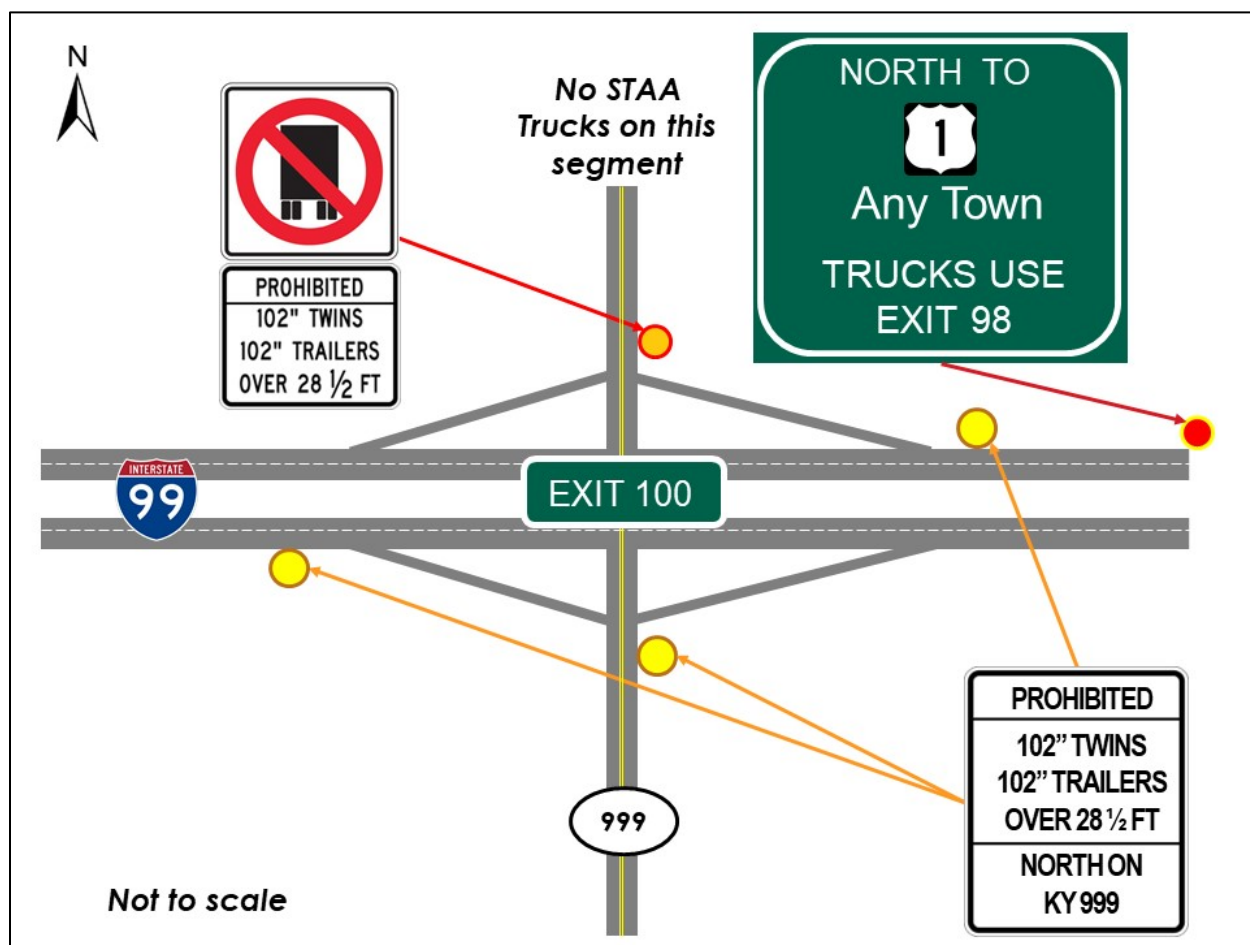 N
No STAA
Trucks on this
segment
NORTH TO
1
Any Town
TRUCKS USE
EXIT 98
PROHIBITED
102" TWINS
102" TRAILERS
OVER 28 ½ FT
INTERSTATE
99
EXIT 100
999
PROHIBITED
102” TWINS
102” TRAILERS
OVER 28 ½ FT
NORTH ON
KY 999
Not to scale